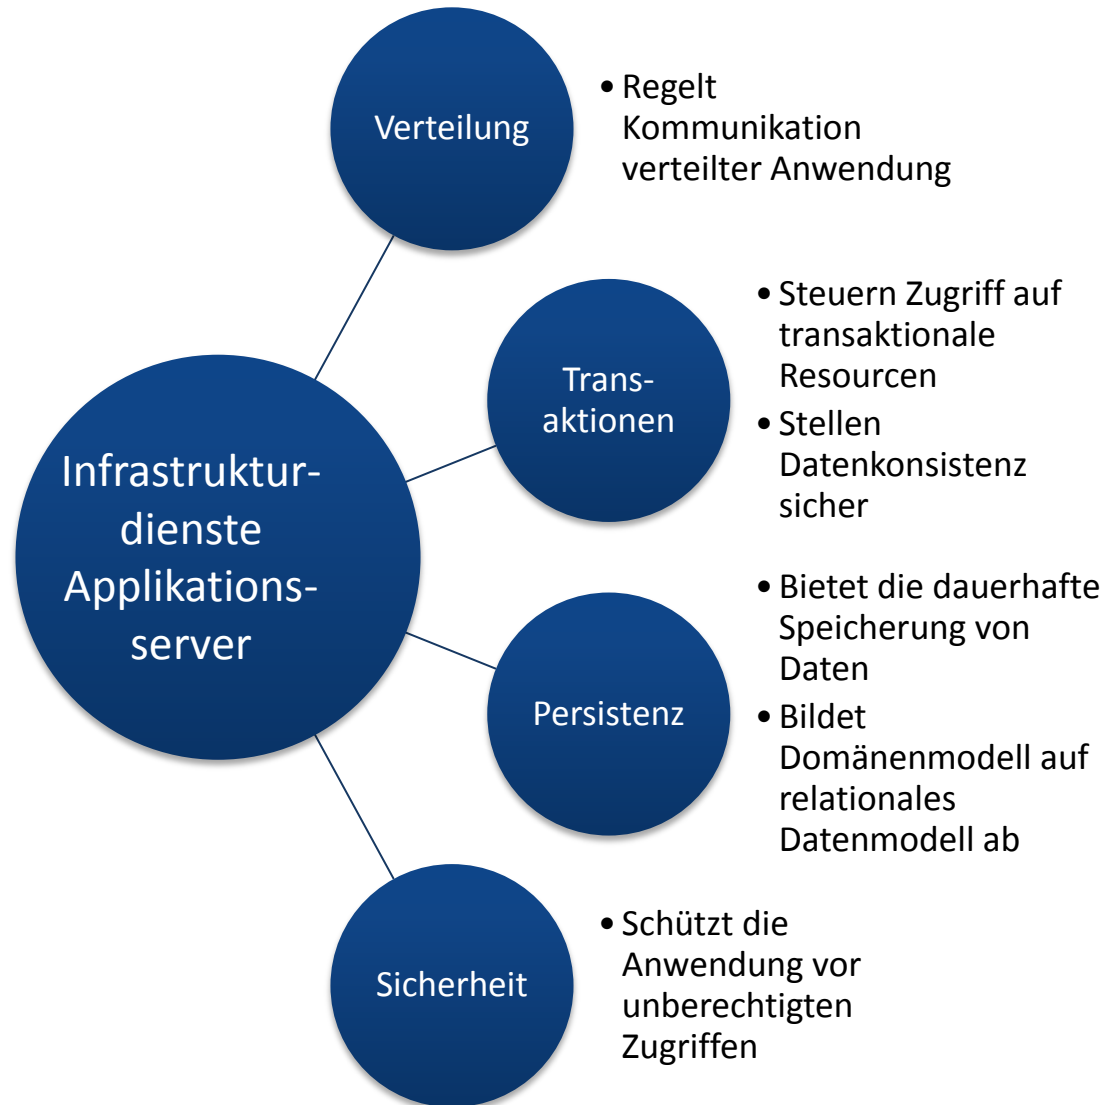 Verteilung
• Regelt
Kommunikation
verteilter Anwendung
Trans-
aktionen
• Steuern Zugriff auf
transaktionale
Resourcen
• Stellen
Datenkonsistenz
sicher
Infrastruktur-
dienste
Applikations-
server
Persistenz
• Bietet die dauerhafte
Speicherung von
Daten
• Bildet
Domänenmodell auf
relationales
Datenmodell ab
Sicherheit
• Schützt die
Anwendung vor
unberechtigten
Zugriffen